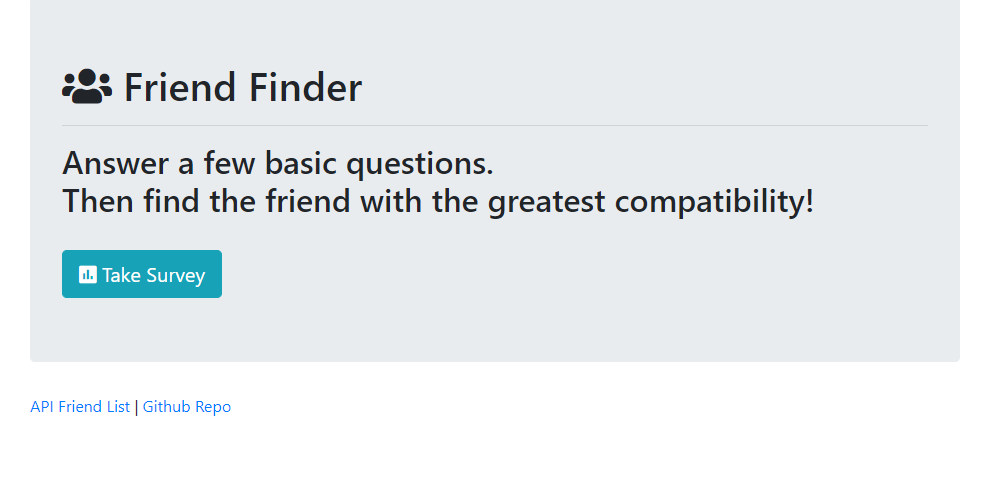 Friend Finder
Answer a few basic questions.
Then find the friend with the greatest compatibility!
Take Survey
API Friend List | Github Repo